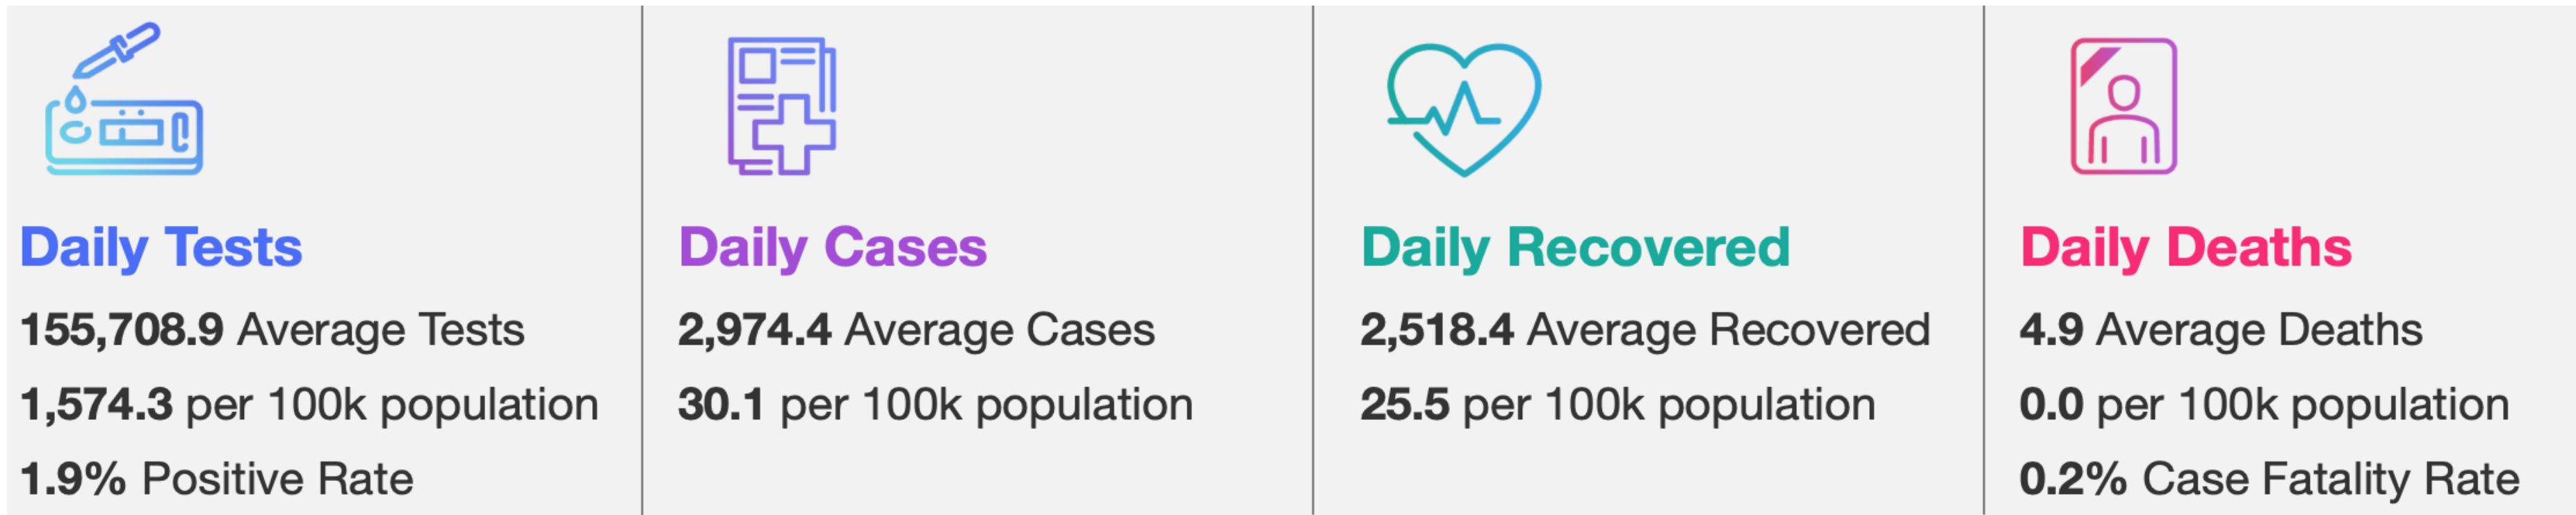 Daily Tests
155,708.9 Average Tests
1,574.3 per 100k population
1.9% Positive Rate
Daily Cases
2,974.4 Average Cases
30.1 per 100k population
Daily Recovered
2,518.4 Average Recovered
25.5 per 100k population
Daily Deaths
4.9 Average Deaths
0.0 per 100k population
0.2% Case Fatality Rate